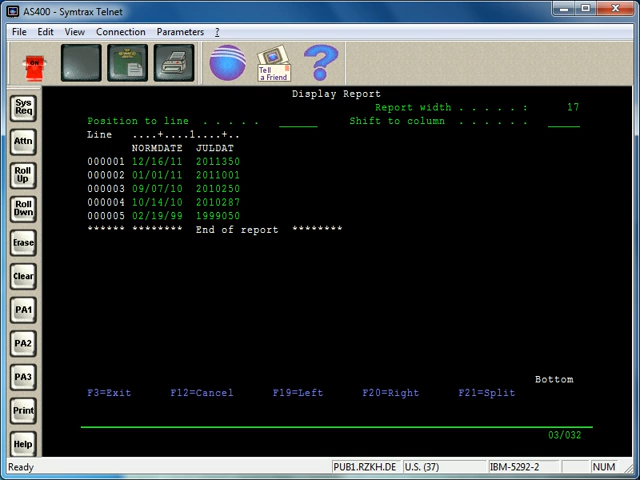 AS400 - Symtrax Telnet
File Edit View Connection Parameters ?
ON
Tell a Friend
Display Report
Report width . . . . . : 17
Position to line . . . . . Shift to column . . . . . .
Line ....+....1....+..
NORMDATE JULDAT
000001 12/16/11 2011350
000002 01/01/11 2011001
000003 09/07/10 2010250
000004 10/14/10 2010287
000005 02/19/99 1999050
****** ******** End of report ********
Bottom
F3=Exit F12=Cancel F19=Left F20=Right F21=Split
03/032
Sys Req
Attn
Roll Up
Roll Dwn
Erase
Clear
PA1
PA2
PA3
Print
Help
Ready PUB1.RZKH.DE U.S. (37) IBM-5292-2 NUM